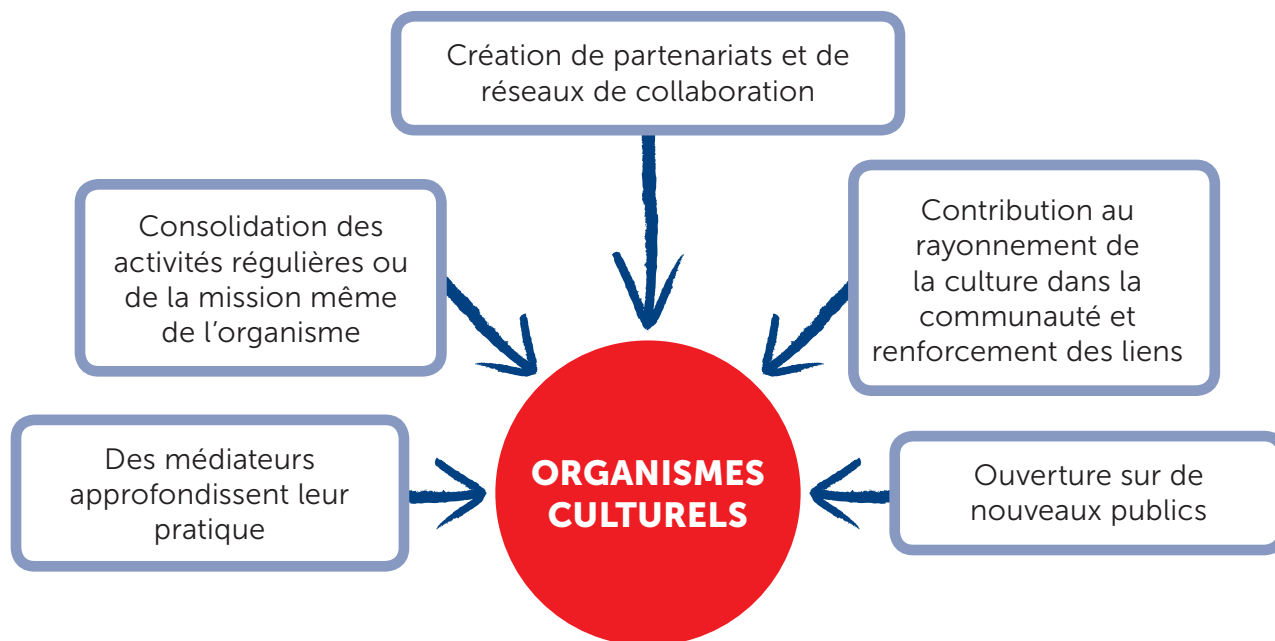 Création de partenariats et de
réseaux de collaboration
Consolidation des
activités régulières ou
de la mission même
de l’organisme
Contribution au
rayonnement de
la culture dans la
communauté et
renforcement des liens
Des médiateurs
approfondissent leur
pratique
ORGANISMES
CULTURELS
Ouverture sur de
nouveaux publics